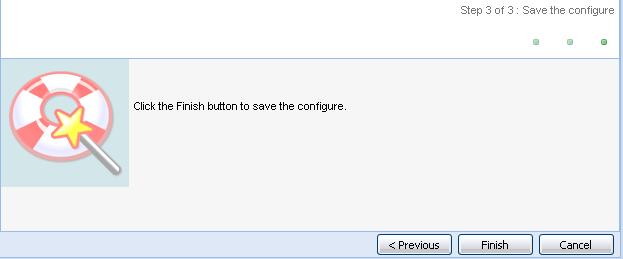 Step 3 of 3 : Save the configure
Click the Finish button to save the configure.
< Previous
Finish
Cancel